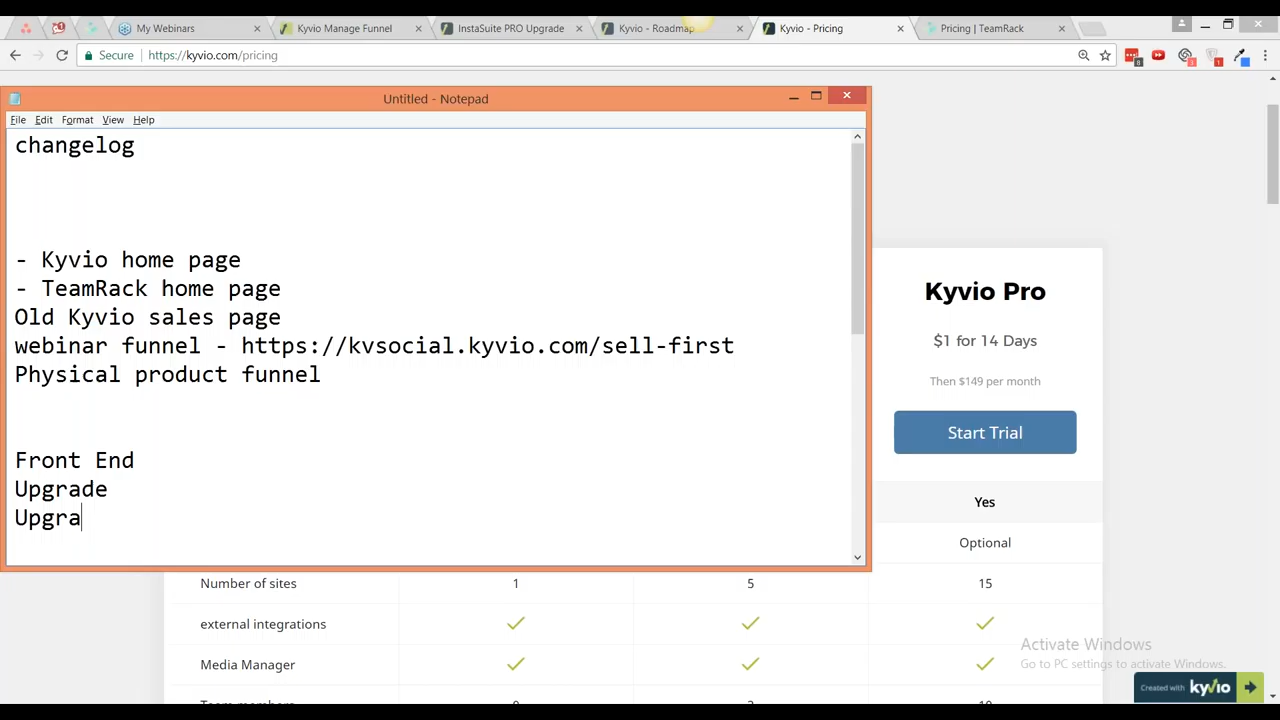 My Webinars
Kyvio Manage Funnel
InstaSuite PRO Upgrade
Kyvio - Roadmap
Kyvio - Pricing
Pricing | TeamRack
Secure
https://kyvio.com/pricing
8
3
1
Untitled - Notepad
File Edit Format View Help
changelog
- Kyvio home page
- TeamRack home page
Old Kyvio sales page
webinar funnel - https://kvsocial.kyvio.com/sell-first
Physical product funnel
Front End
Upgrade
Upgra
Kyvio Pro
$1 for 14 Days
Then $149 per month
Start Trial
Yes
Optional
Number of sites 1 5 15
external integrations
Media Manager
Activate Windows
Go to PC settings to activate Windows.
Created with kyvio